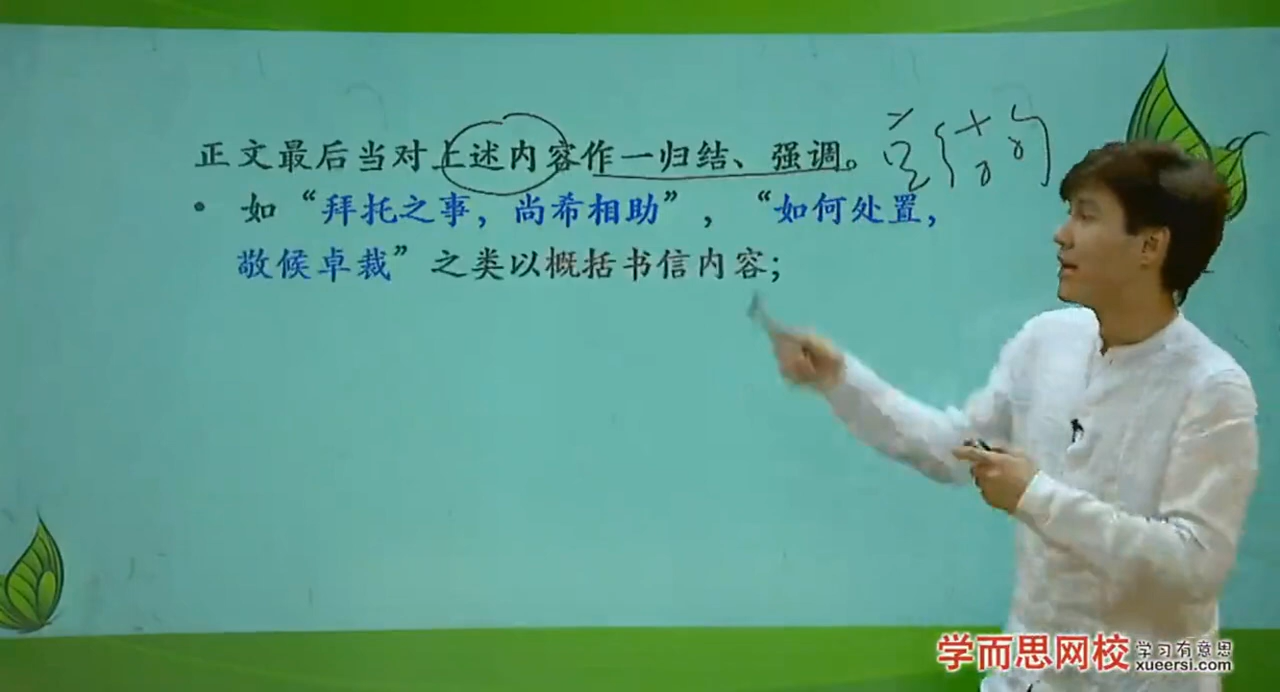 正文最后当对上述内容作一归结、强调。
• 如“拜托之事，尚希相助”，“如何处置，
敬候卓裁”之类以概括书信内容；
学而思网校
学习有意思
xueersi.com